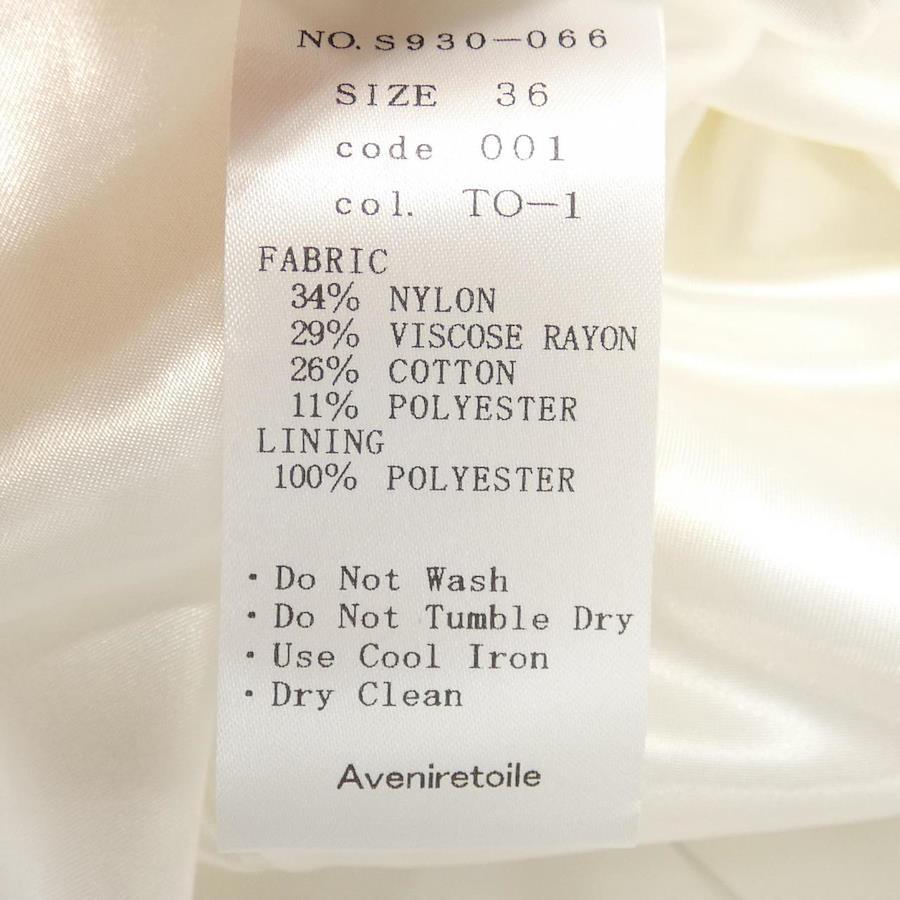 NO. S930-066
SIZE 36
code 001
col. TO-1
FABRIC
34% NYLON
29% VISCOSE RAYON
26% COTTON
11% POLYESTER
LINING
100% POLYESTER
・Do Not Wash
・Do Not Tumble Dry
・Use Cool Iron
・Dry Clean
Aveniretoile